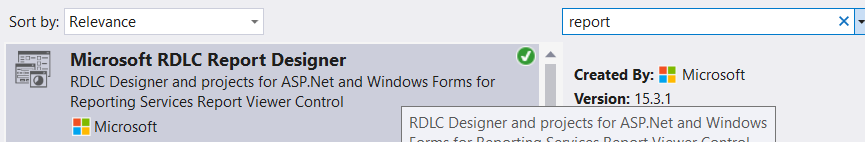 Sort by: Relevance
report
Microsoft RDLC Report Designer
RDLC Designer and projects for ASP.Net and Windows Forms for
Reporting Services Report Viewer Control
Microsoft
Created By: Microsoft
Version: 15.3.1
RDLC Designer and projects for ASP.Net and Windows
Forms for Reporting Services Report Viewer Control